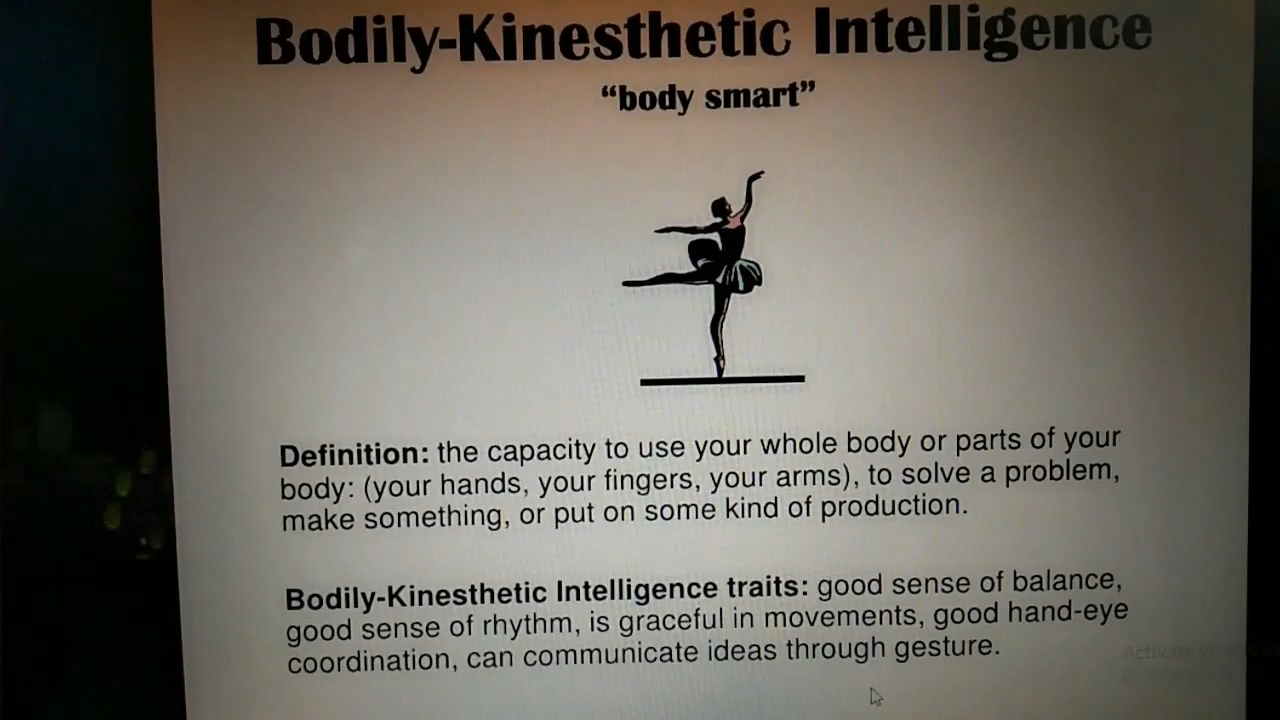 Bodily-Kinesthetic Intelligence
“body smart”
Definition: the capacity to use your whole body or parts of your
body: (your hands, your fingers, your arms), to solve a problem,
make something, or put on some kind of production.
Bodily-Kinesthetic Intelligence traits: good sense of balance,
good sense of rhythm, is graceful in movements, good hand-eye
coordination, can communicate ideas through gesture.